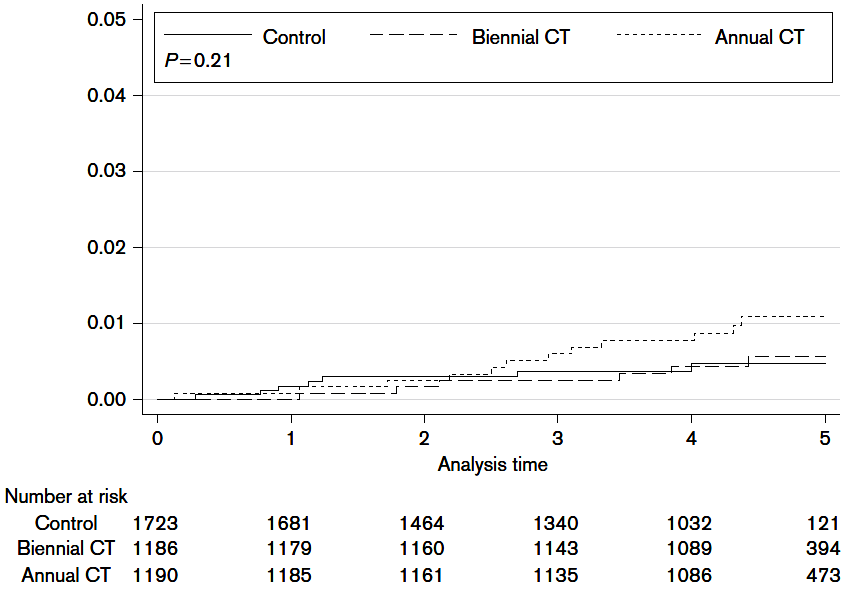 0.05
Control Biennial CT Annual CT
P=0.21
0.04
0.03
0.02
0.01
0.00
0 1 2 3 4 5
Analysis time
Number at risk
Control 1723 1681 1464 1340 1032 121
Biennial CT 1186 1179 1160 1143 1089 394
Annual CT 1190 1185 1161 1135 1086 473